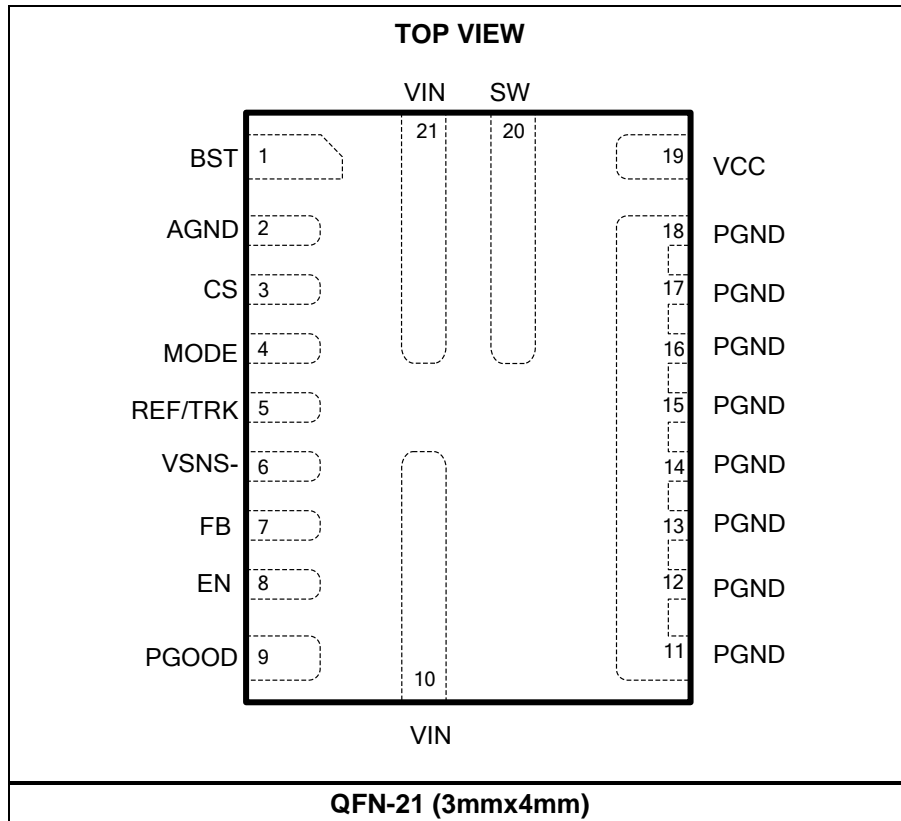 TOP VIEW
VIN SW
21 20
BST 1
19 VCC
AGND 2
18 PGND
CS 3
17 PGND
MODE 4
16 PGND
REF/TRK 5
15 PGND
VSNS- 6
14 PGND
FB 7
13 PGND
EN 8
12 PGND
PGOOD 9
11 PGND
10
VIN
QFN-21 (3mmx4mm)